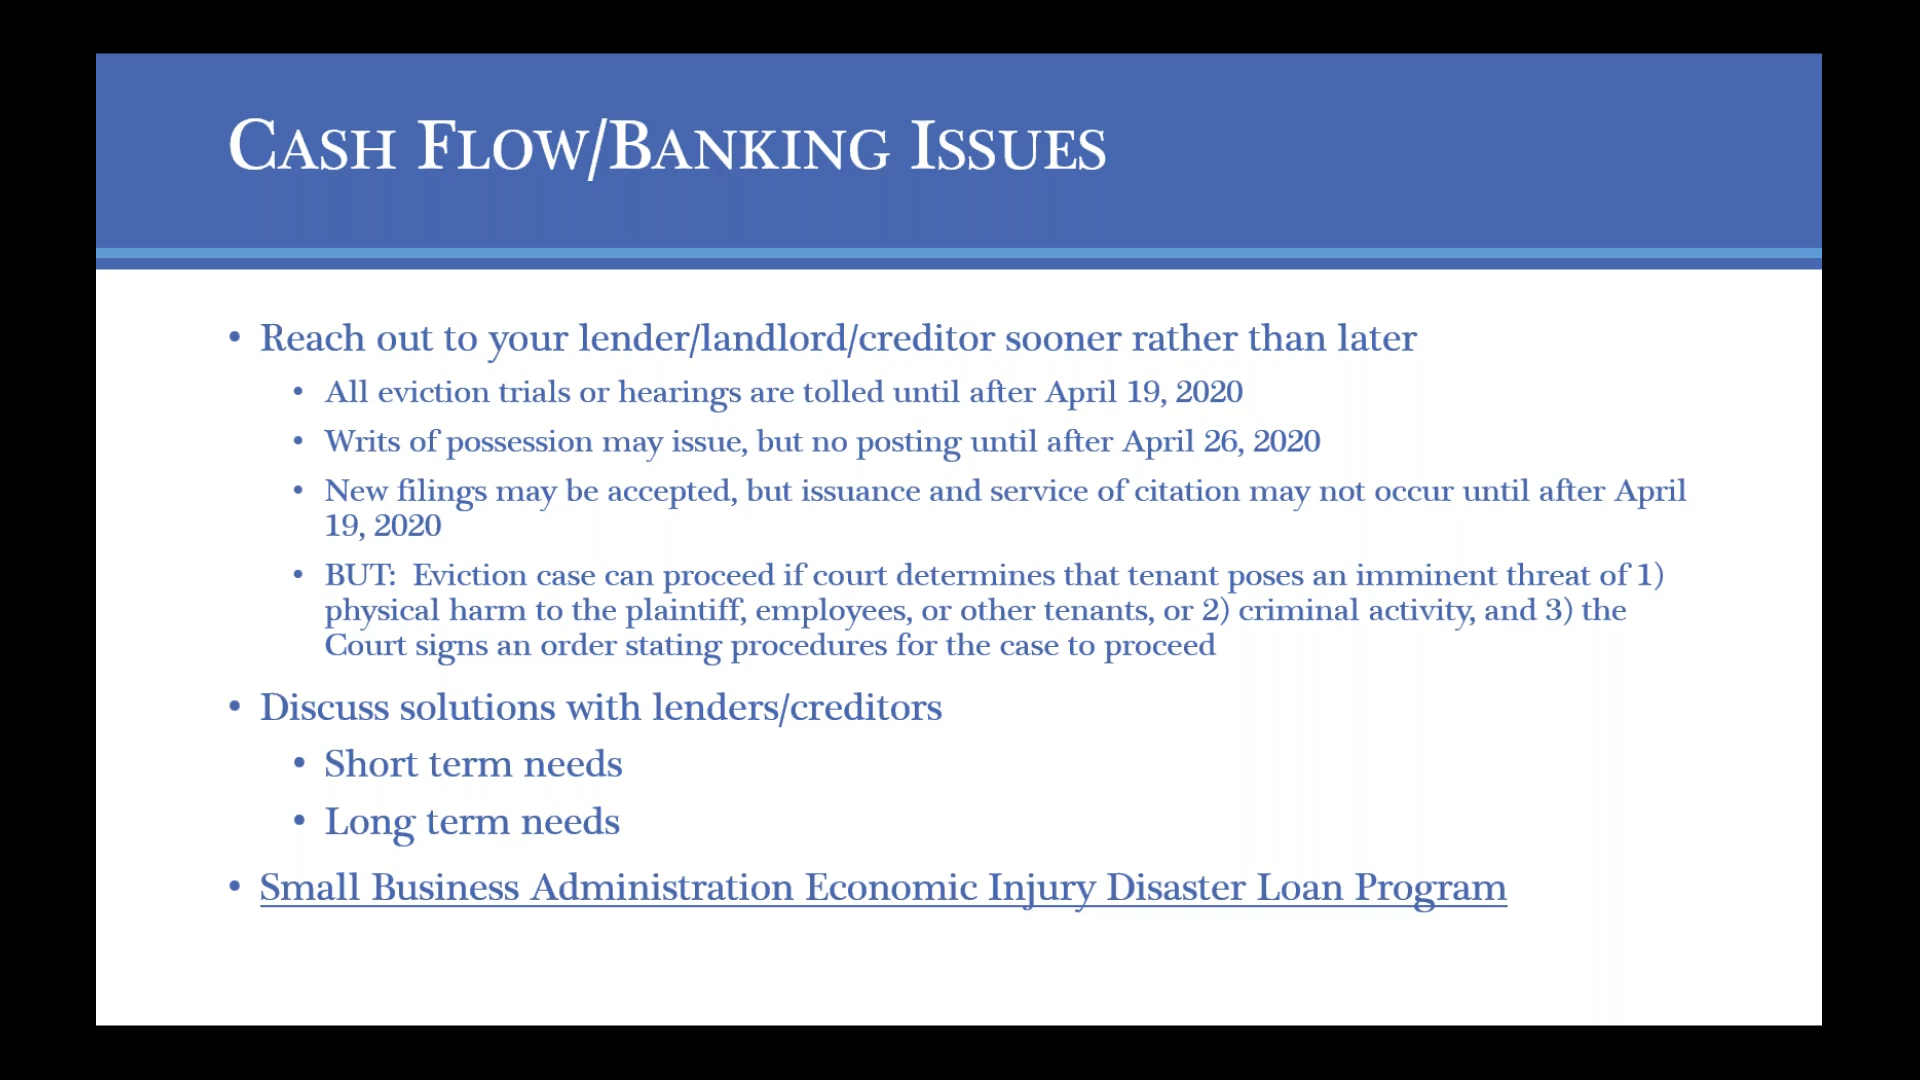 CASH FLOW/BANKING ISSUES
• Reach out to your lender/landlord/creditor sooner rather than later
• All eviction trials or hearings are tolled until after April 19, 2020
• Writs of possession may issue, but no posting until after April 26, 2020
• New filings may be accepted, but issuance and service of citation may not occur until after April
19, 2020
• BUT: Eviction case can proceed if court determines that tenant poses an imminent threat of 1)
physical harm to the plaintiff, employees, or other tenants, or 2) criminal activity, and 3) the
Court signs an order stating procedures for the case to proceed
• Discuss solutions with lenders/creditors
• Short term needs
• Long term needs
• Small Business Administration Economic Injury Disaster Loan Program